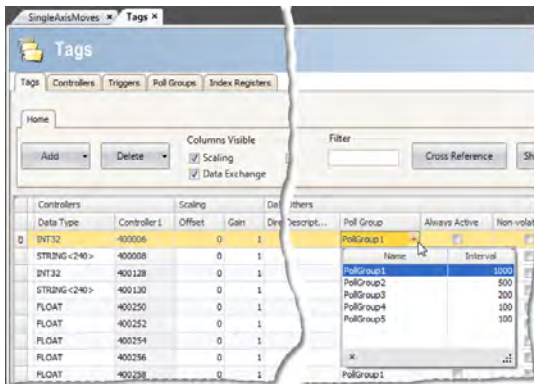 SingleAxisMoves × Tags ×
Tags
Tags Controllers Triggers Poll Groups Index Registers
Home
Add Delete Columns Visible Filter Cross Reference
Scaling
Data Exchange
Controllers Scaling Others
Data Type Controller1 Offset Gain Descript... Poll Group Always Active
INT32 400006 0 1 PollGroup1
STRING<240> 400008 0 1 Name Interval
INT32 400128 0 1 PollGroup1 1000
STRING<240> 400130 0 1 PollGroup2 500
FLOAT 400250 0 1 PollGroup3 200
FLOAT 400252 0 1 PollGroup4 100
FLOAT 400254 0 1 PollGroup5 100
FLOAT 400256 0 1
FLOAT 400258 0 1 PollGroup1